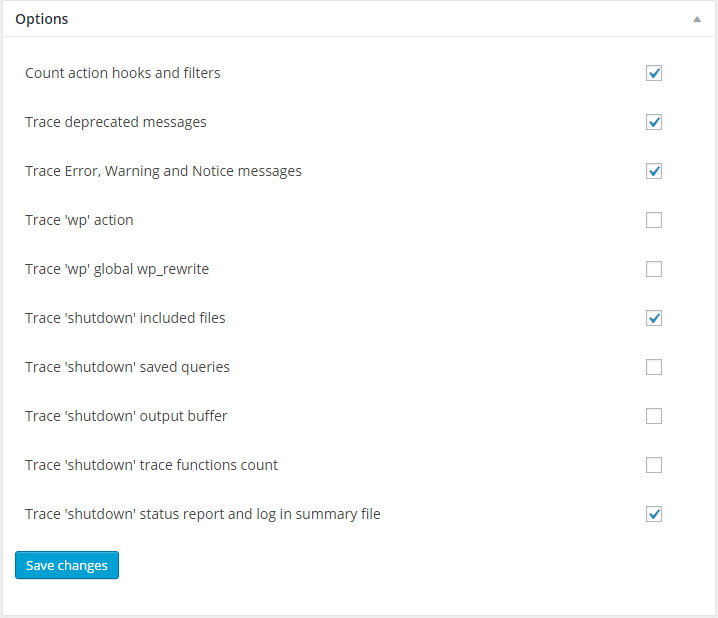 Options
Count action hooks and filters
Trace deprecated messages
Trace Error, Warning and Notice messages
Trace 'wp' action
Trace 'wp' global wp_rewrite
Trace 'shutdown' included files
Trace 'shutdown' saved queries
Trace 'shutdown' output buffer
Trace 'shutdown' trace functions count
Trace 'shutdown' status report and log in summary file
Save changes